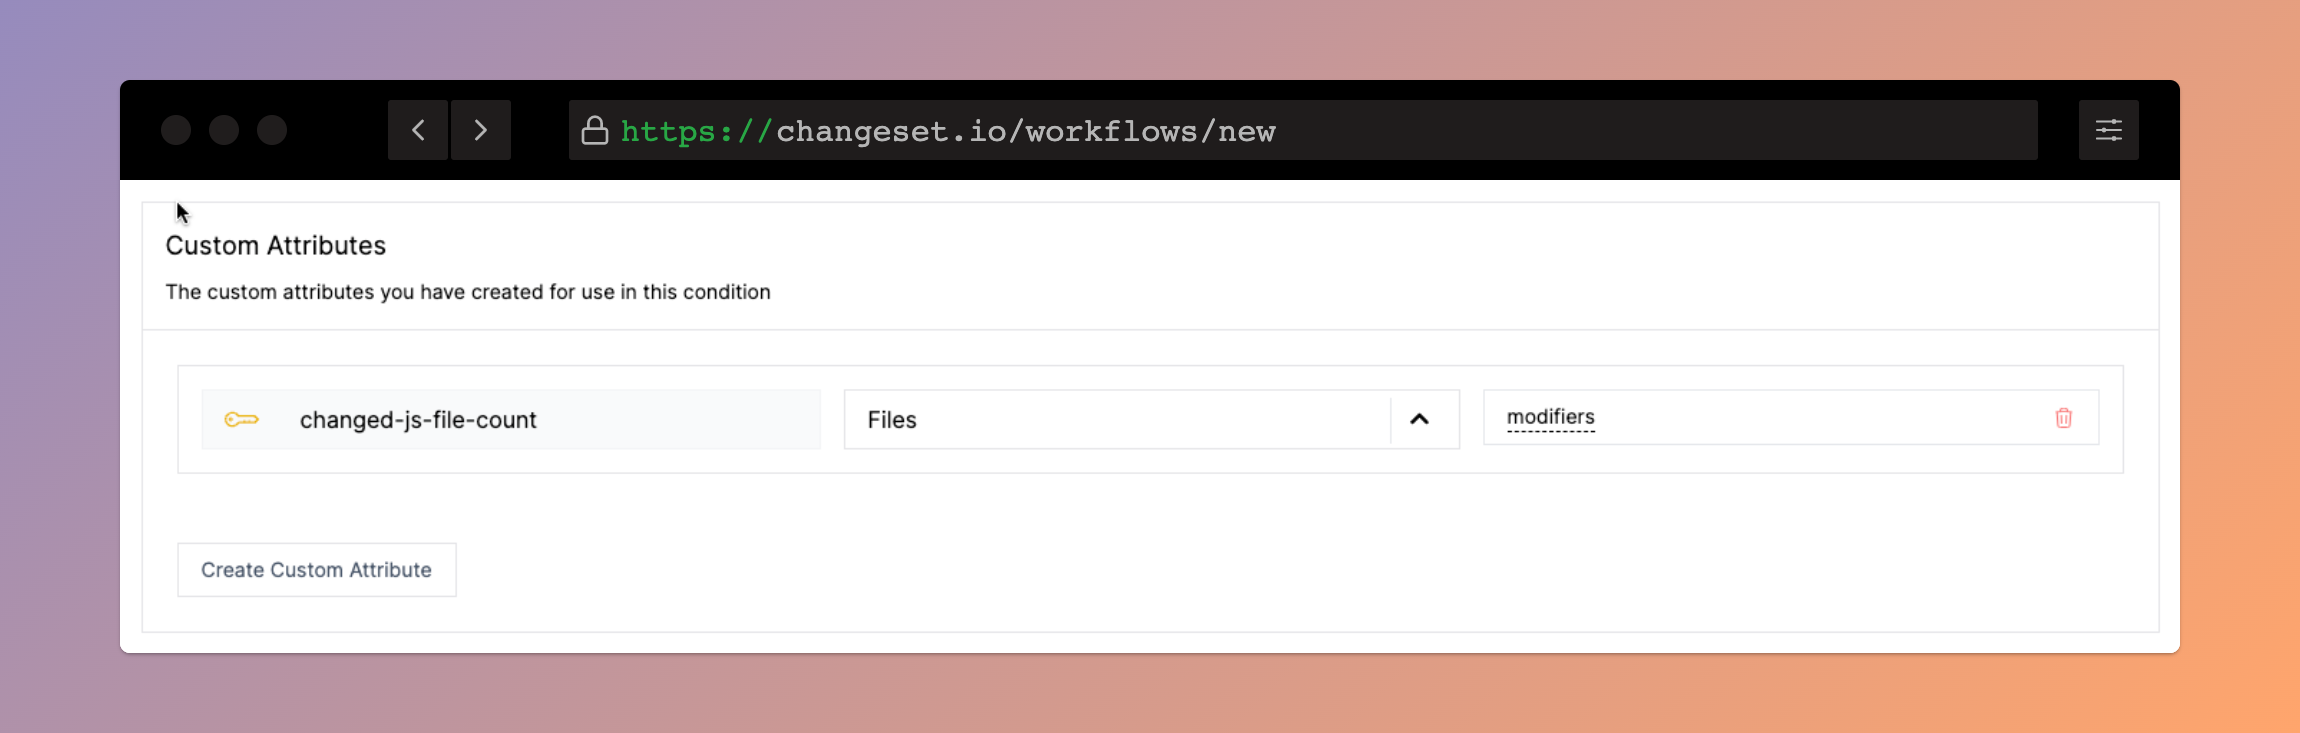 https://changeset.io/workflows/new
Custom Attributes
The custom attributes you have created for use in this condition
changed-js-file-count
Files
modifiers
Create Custom Attribute